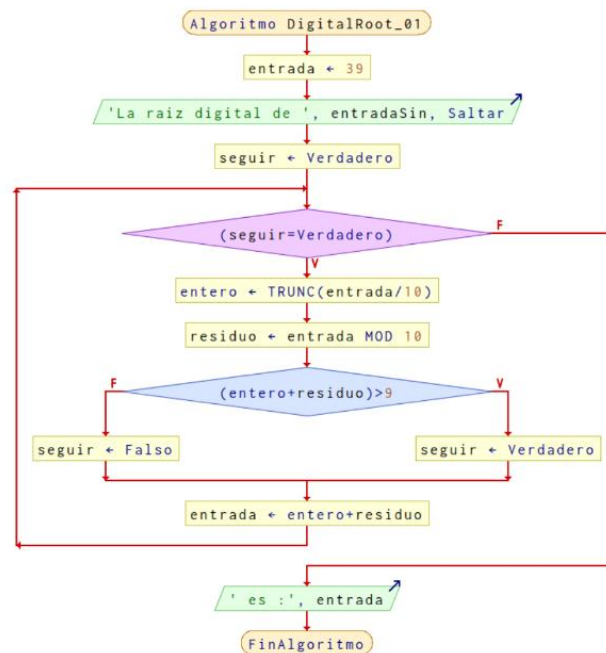 Algoritmo DigitalRoot_01
entrada ← 39
'La raiz digital de ', entradaSin, Saltar
seguir ← Verdadero
(seguir=Verdadero)
F
V
entero ← TRUNC(entrada/10)
residuo ← entrada MOD 10
F
V
(entero+residuo)>9
seguir ← Falso
seguir ← Verdadero
entrada ← entero+residuo
' es :', entrada
FinAlgoritmo